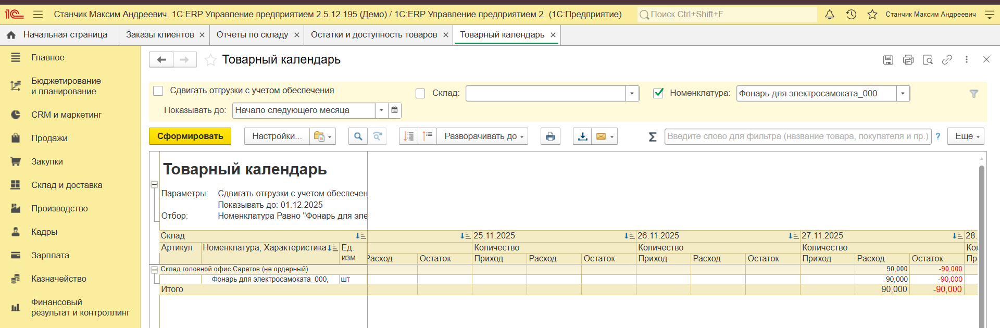 1С Станчик Максим Андреевич. 1С:ERP Управление предприятием 2.5.12.195 (Демо) / 1С:ERP Управление предприятием 2 (1С:Предприятие) Поиск Ctrl+Shift+F Станчик Максим Андреевич
Начальная страница Заказы клиентов Отчеты по складу Остатки и доступность товаров Товарный календарь
Главное
Бюджетирование
и планирование
CRM и маркетинг
Продажи
Закупки
Склад и доставка
Производство
Кадры
Зарплата
Казначейство
Финансовый
результат и контроллинг
Товарный календарь
Сдвигать отгрузки с учетом обеспечения Склад: Номенклатура: Фонарь для электросамоката_000
Показывать до: Начало следующего месяца
Сформировать Настройки... Разворачивать до Σ Введите слово для фильтра (название товара, покупателя и пр.) ? Еще
Товарный календарь
Параметры: Сдвигать отгрузки с учетом обеспечен
Показывать до: 01.12.2025
Отбор: Номенклатура Равно "Фонарь для эле
Склад 25.11.2025 26.11.2025 27.11.2025 28.
Артикул Номенклатура, Характеристика Ед. изм. Количество Количество Количество Кол
Расход Остаток Приход Расход Остаток Приход Расход Остаток Приход Расход Остаток Пр
Склад головной офис Саратов (не ордерный) 90,000 -90,000
Фонарь для электросамоката_000, шт 90,000 -90,000
Итого 90,000 -90,000